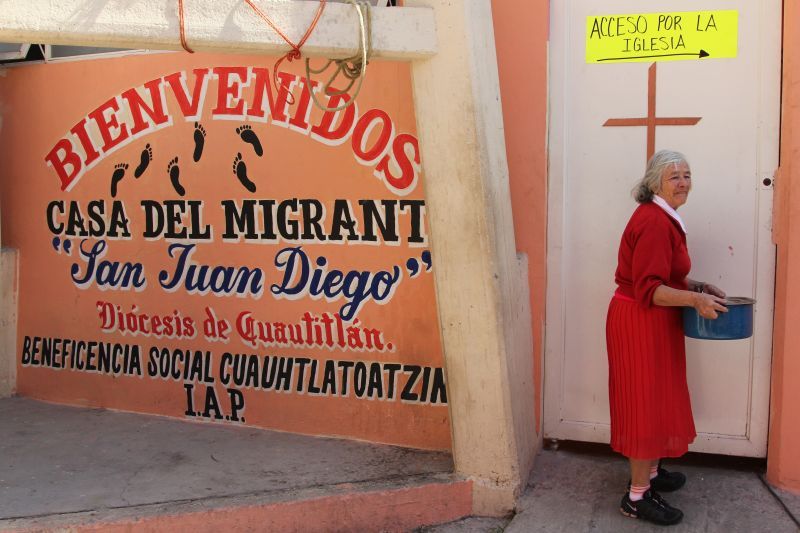 BIENVENIDOS
CASA DEL MIGRANT
"San Juan Diego"
Diócesis de Cuautitlán.
BENEFICENCIA SOCIAL CUAUHTLATOATZIN
I.A.P.
ACCESO POR LA
IGLESIA